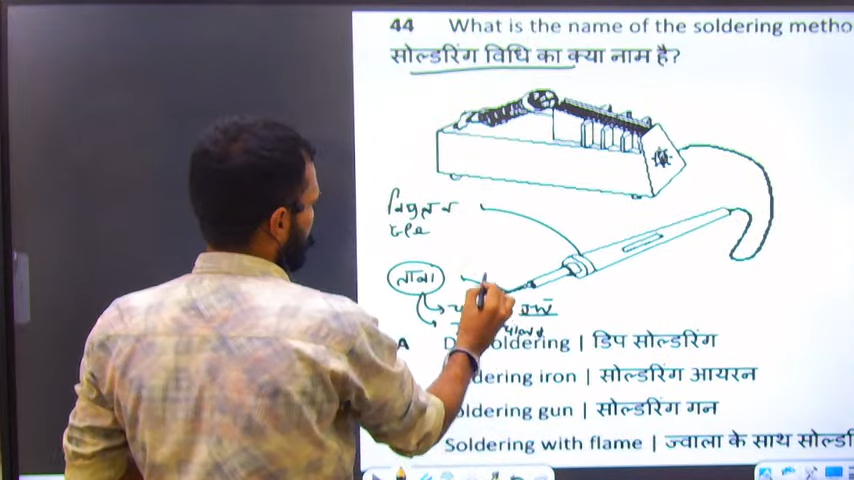 44 What is the name of the soldering metho
सोल्डरिंग विधि का क्या नाम है?
तांबा
A D oldering | डिप सोल्डरिंग
dering iron | सोल्डरिंग आयरन
oldering gun | सोल्डरिंग गन
Soldering with flame | ज्वाला के साथ सोल्डरि